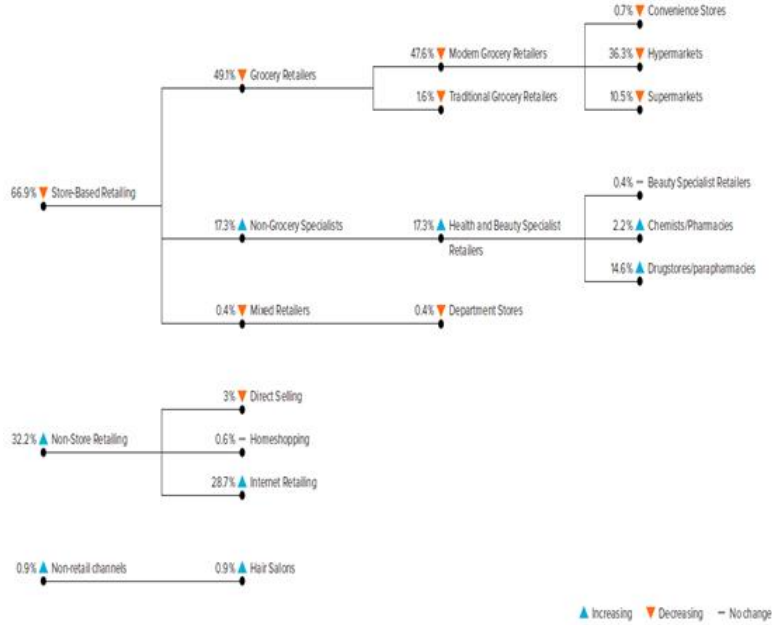 0.7% ▼ Convenience Stores
47.6% ▼ Modern Grocery Retailers
36.3% ▼ Hypermarkets
49.1% ▼ Grocery Retailers
1.6% ▼ Traditional Grocery Retailers
10.5% ▼ Supermarkets
66.9% ▼ Store-Based Retailing
0.4% – Beauty Specialist Retailers
17.3% ▲ Non-Grocery Specialists
17.3% ▲ Health and Beauty Specialist
Retailers
2.2% ▲ Chemists/Pharmacies
14.6% ▲ Drugstores/parapharmacies
0.4% ▼ Mixed Retailers
0.4% ▼ Department Stores
3% ▼ Direct Selling
32.2% ▲ Non-Store Retailing
0.6% – Homeshopping
28.7% ▲ Internet Retailing
0.9% ▲ Non-retail channels
0.9% ▲ Hair Salons
▲ Increasing ▼ Decreasing – No change